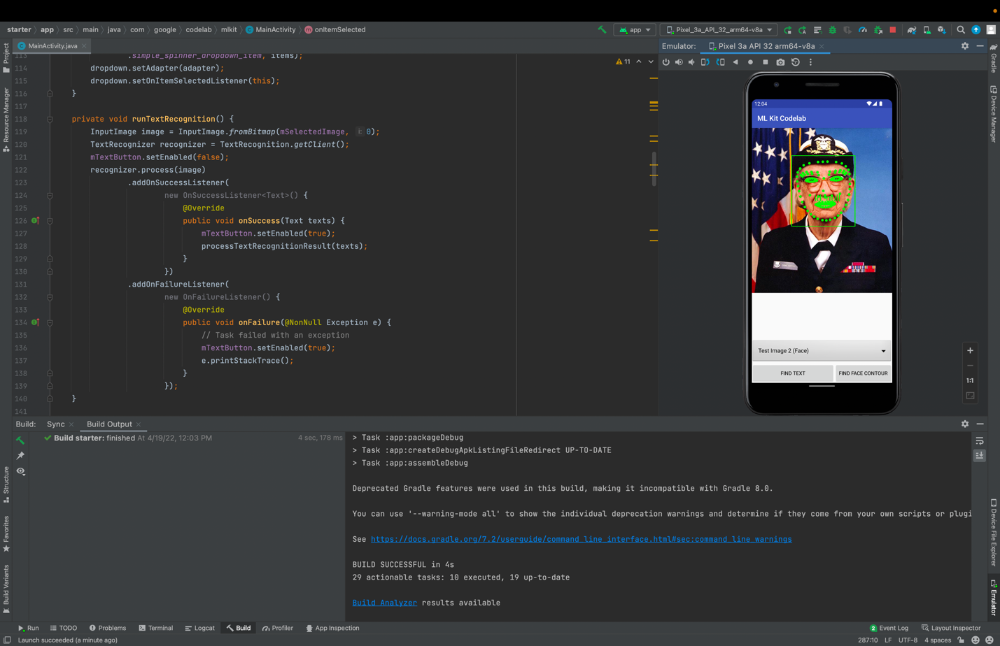 starter app src main java com google codelab mlkit MainActivity onItemSelected
app Pixel_3a_API_32_arm64-v8a
Project
Resource Manager
Structure
Favorites
Build Variants
MainActivity.java
11
113 .simple_spinner_dropdown_item, items);
114 dropdown.setAdapter(adapter);
115 dropdown.setOnItemSelectedListener(this);
116 }
117
118 private void runTextRecognition() {
119 InputImage image = InputImage.fromBitmap(mSelectedImage, i: 0);
120 TextRecognizer recognizer = TextRecognition.getClient();
121 mTextButton.setEnabled(false);
122 recognizer.process(image)
123 .addOnSuccessListener(
124 new OnSuccessListener<Text>() {
125 @Override
126 public void onSuccess(Text texts) {
127 mTextButton.setEnabled(true);
128 processTextRecognitionResult(texts);
129 }
130 })
131 .addOnFailureListener(
132 new OnFailureListener() {
133 @Override
134 public void onFailure(@NonNull Exception e) {
135 // Task failed with an exception
136 mTextButton.setEnabled(true);
137 e.printStackTrace();
138 }
139 });
140 }
141
Emulator: Pixel 3a API 32 arm64-v8a
12:04
ML Kit Codelab
Test Image 2 (Face)
FIND TEXT FIND FACE CONTOUR
1:1
Gradle
Device Manager
Device File Explorer
Emulator
Build: Sync Build Output
Build starter: finished At 4/19/22, 12:03 PM 4 sec, 178 ms
> Task :app:packageDebug
> Task :app:createDebugApkListingFileRedirect UP-TO-DATE
> Task :app:assembleDebug
Deprecated Gradle features were used in this build, making it incompatible with Gradle 8.0.
You can use '--warning-mode all' to show the individual deprecation warnings and determine if they come from your own scripts or plugi
See https://docs.gradle.org/7.2/userguide/command_line_interface.html#sec:command_line_warnings
BUILD SUCCESSFUL in 4s
29 actionable tasks: 10 executed, 19 up-to-date
Build Analyzer results available
Run TODO Problems Terminal Logcat Build Profiler App Inspection 2 Event Log Layout Inspector
Launch succeeded (a minute ago) 287:10 LF UTF-8 4 spaces